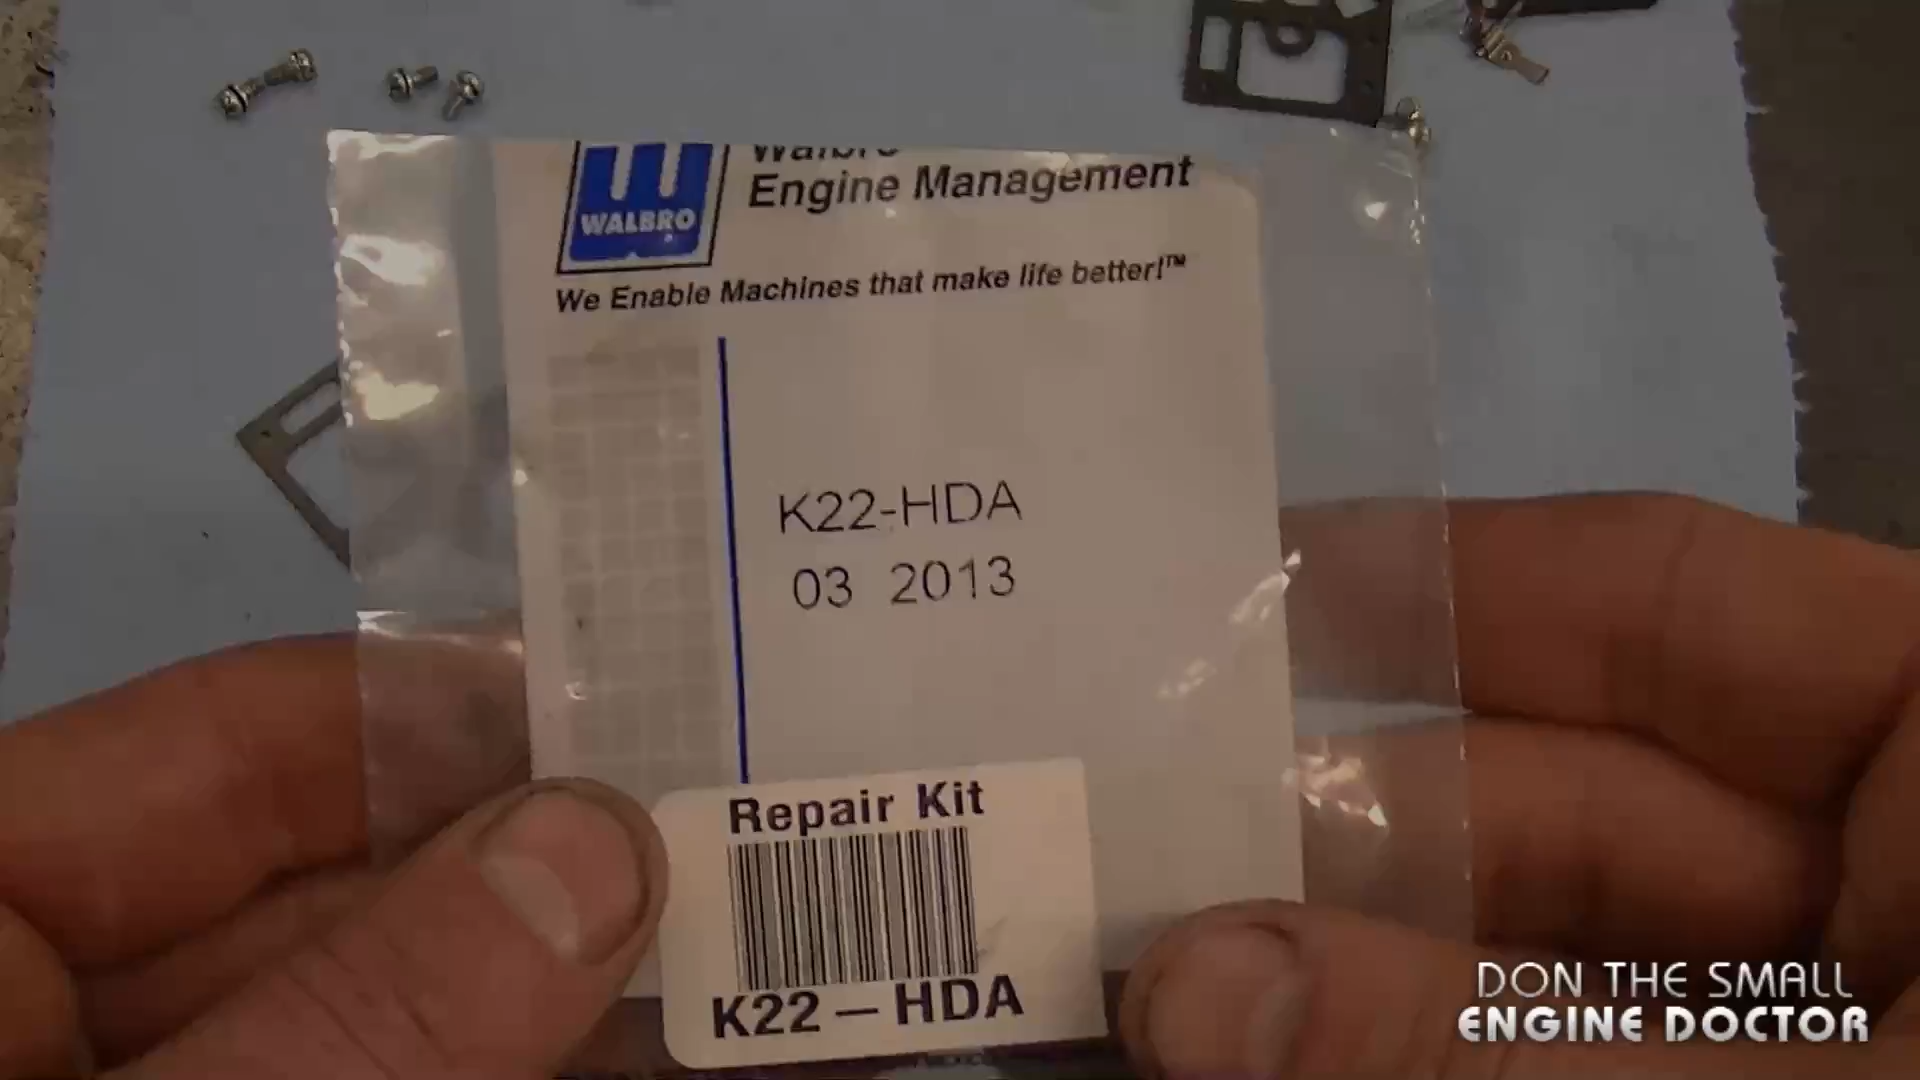 Walbro
Engine Management
WALBRO
We Enable Machines that make life better!™
K22-HDA
03 2013
Repair Kit
K22 – HDA
DON THE SMALL
ENGINE DOCTOR